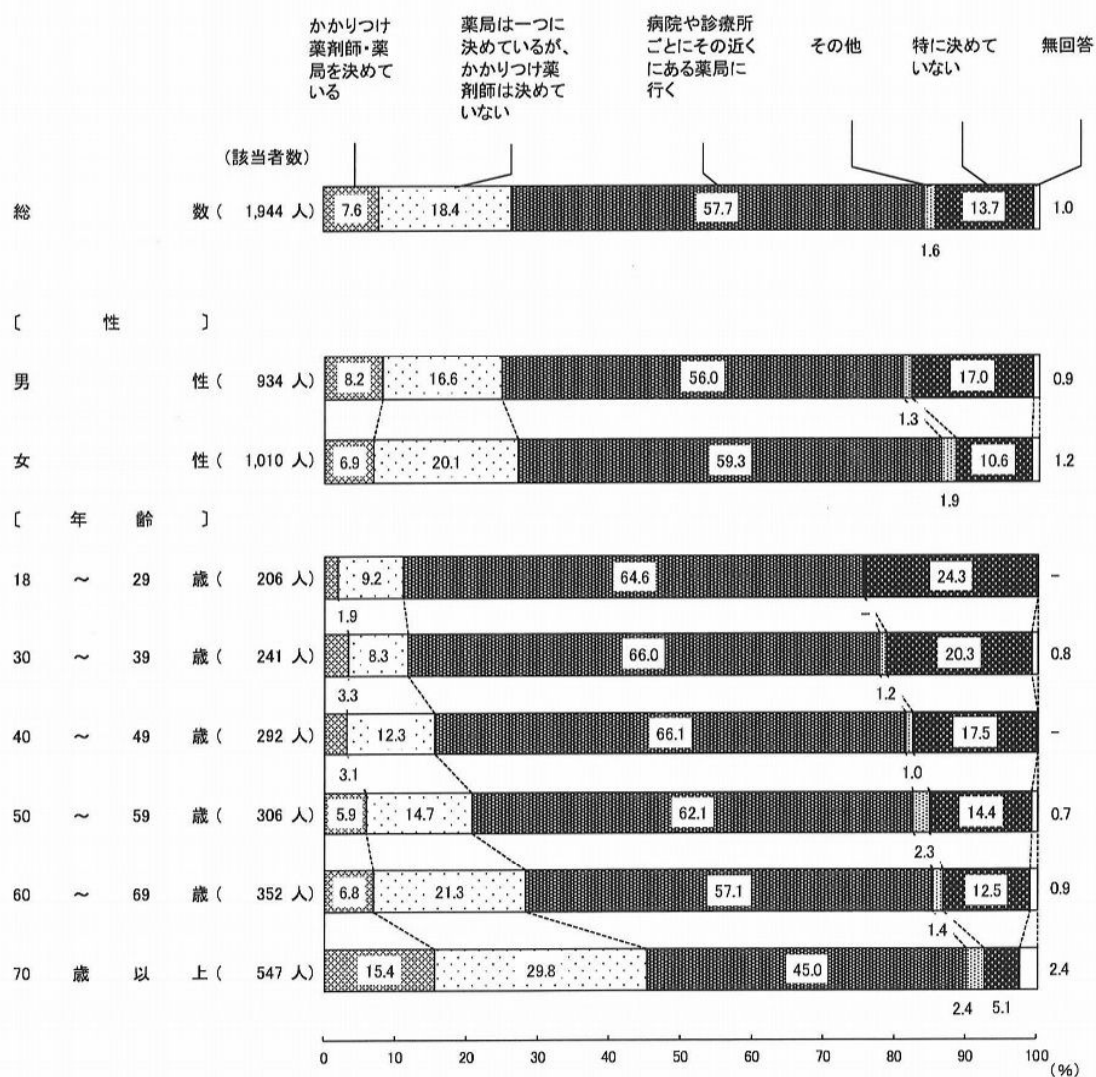 かかりつけ
薬剤師・薬
局を決めて
いる
薬局は一つに
決めているが、
かかりつけ薬
剤師は決めて
いない
病院や診療所
ごとにその近く
にある薬局に
行く
その他
特に決めて
いない
無回答
(該当者数)
総 数 ( 1,944 人) 7.6 18.4 57.7 13.7 1.0
1.6
〔 性 〕
男 性 ( 934 人) 8.2 16.6 56.0 17.0 0.9
1.3
女 性 ( 1,010 人) 6.9 20.1 59.3 10.6 1.2
1.9
〔 年 齢 〕
18 ～ 29 歳 ( 206 人) 9.2 64.6 24.3 -
1.9 -
30 ～ 39 歳 ( 241 人) 8.3 66.0 20.3 0.8
3.3 1.2
40 ～ 49 歳 ( 292 人) 12.3 66.1 17.5 -
3.1 1.0
50 ～ 59 歳 ( 306 人) 5.9 14.7 62.1 14.4 0.7
2.3
60 ～ 69 歳 ( 352 人) 6.8 21.3 57.1 12.5 0.9
1.4
70 歳 以 上 ( 547 人) 15.4 29.8 45.0 2.4
2.4 5.1
0 10 20 30 40 50 60 70 80 90 100
(%)